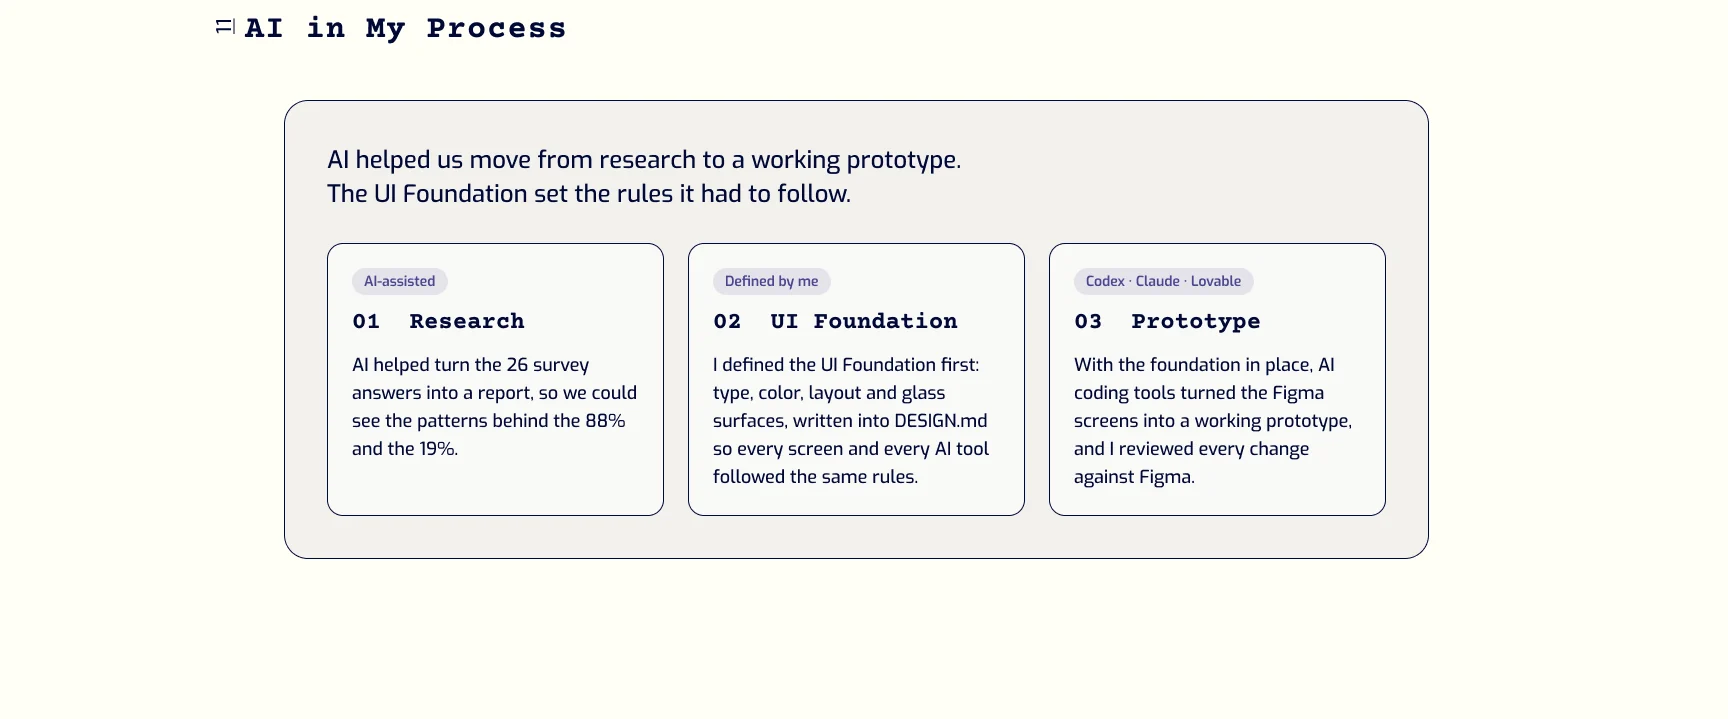 11 AI in My Process
AI helped us move from research to a working prototype.
The UI Foundation set the rules it had to follow.
AI-assisted
01 Research
AI helped turn the 26 survey
answers into a report, so we could
see the patterns behind the 88%
and the 19%.
Defined by me
02 UI Foundation
I defined the UI Foundation first:
type, color, layout and glass
surfaces, written into DESIGN.md
so every screen and every AI tool
followed the same rules.
Codex · Claude · Lovable
03 Prototype
With the foundation in place, AI
coding tools turned the Figma
screens into a working prototype,
and I reviewed every change
against Figma.